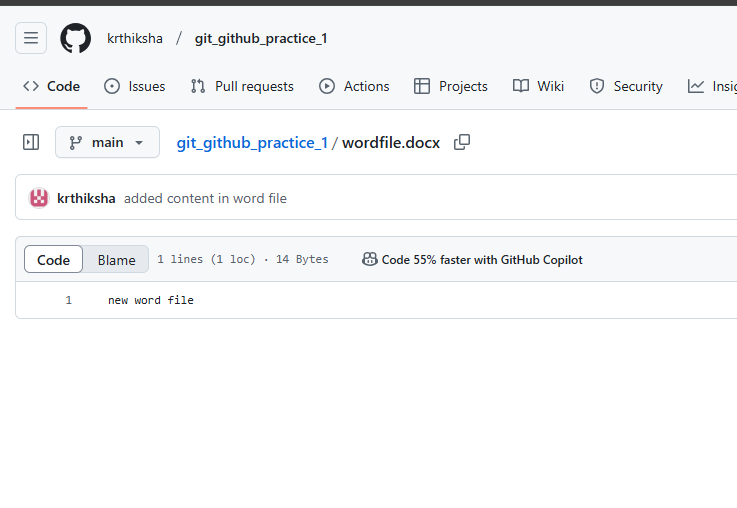 krthiksha / git_github_practice_1
Code Issues Pull requests Actions Projects Wiki Security Insig
main git_github_practice_1 / wordfile.docx
krthiksha added content in word file
Code Blame 1 lines (1 loc) · 14 Bytes Code 55% faster with GitHub Copilot
1 new word file